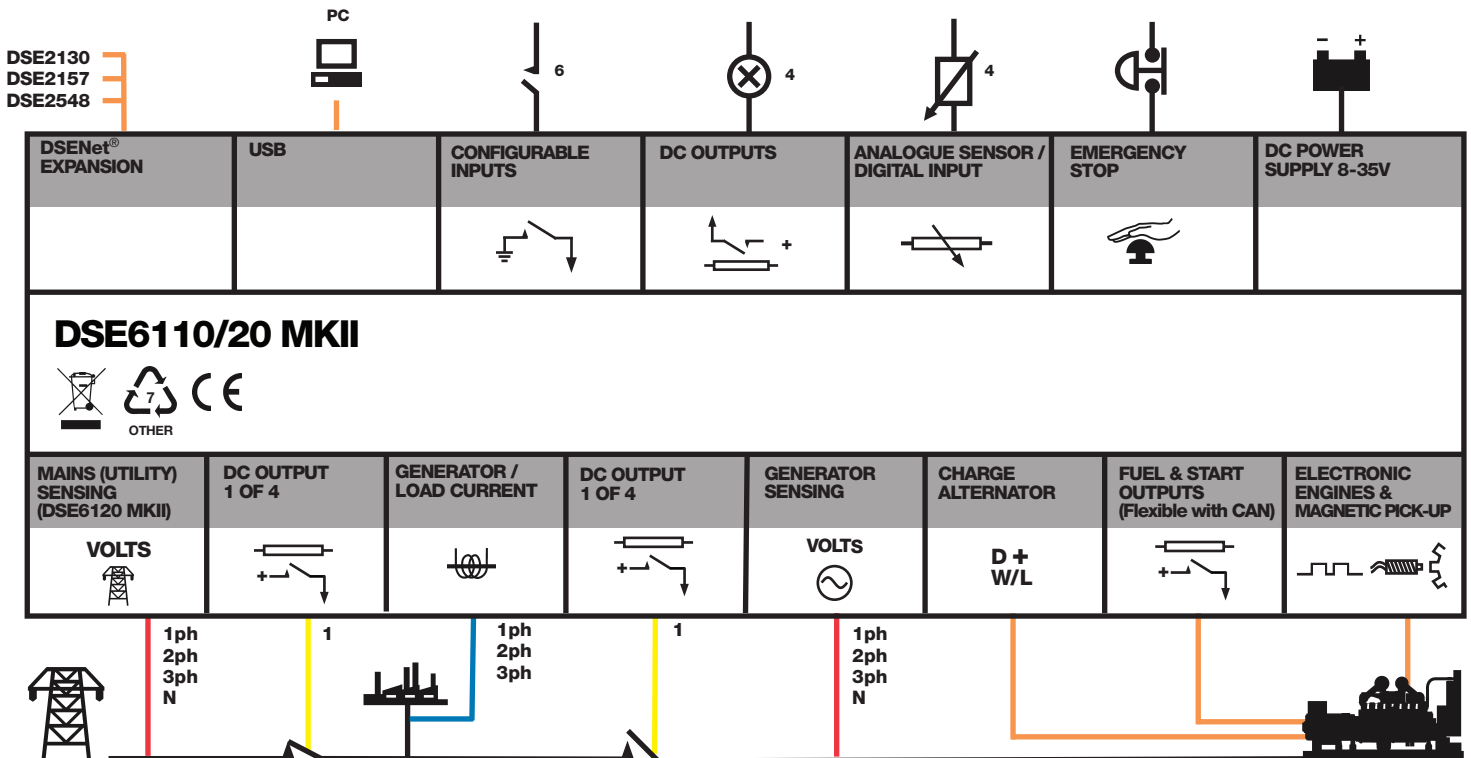 PC
DSE2130
DSE2157
DSE2548
6
4
4
- +
DSENet®
EXPANSION
USB
CONFIGURABLE
INPUTS
DC OUTPUTS
ANALOGUE SENSOR /
DIGITAL INPUT
EMERGENCY
STOP
DC POWER
SUPPLY 8-35V
+
DSE6110/20 MKII
7
OTHER
CE
MAINS (UTILITY)
SENSING
(DSE6120 MKII)
DC OUTPUT
1 OF 4
GENERATOR /
LOAD CURRENT
DC OUTPUT
1 OF 4
GENERATOR
SENSING
CHARGE
ALTERNATOR
FUEL & START
OUTPUTS
(Flexible with CAN)
ELECTRONIC
ENGINES &
MAGNETIC PICK-UP
VOLTS
+
+
VOLTS
D +
W/L
+
1ph
2ph
3ph
N
1
1ph
2ph
3ph
1
1ph
2ph
3ph
N